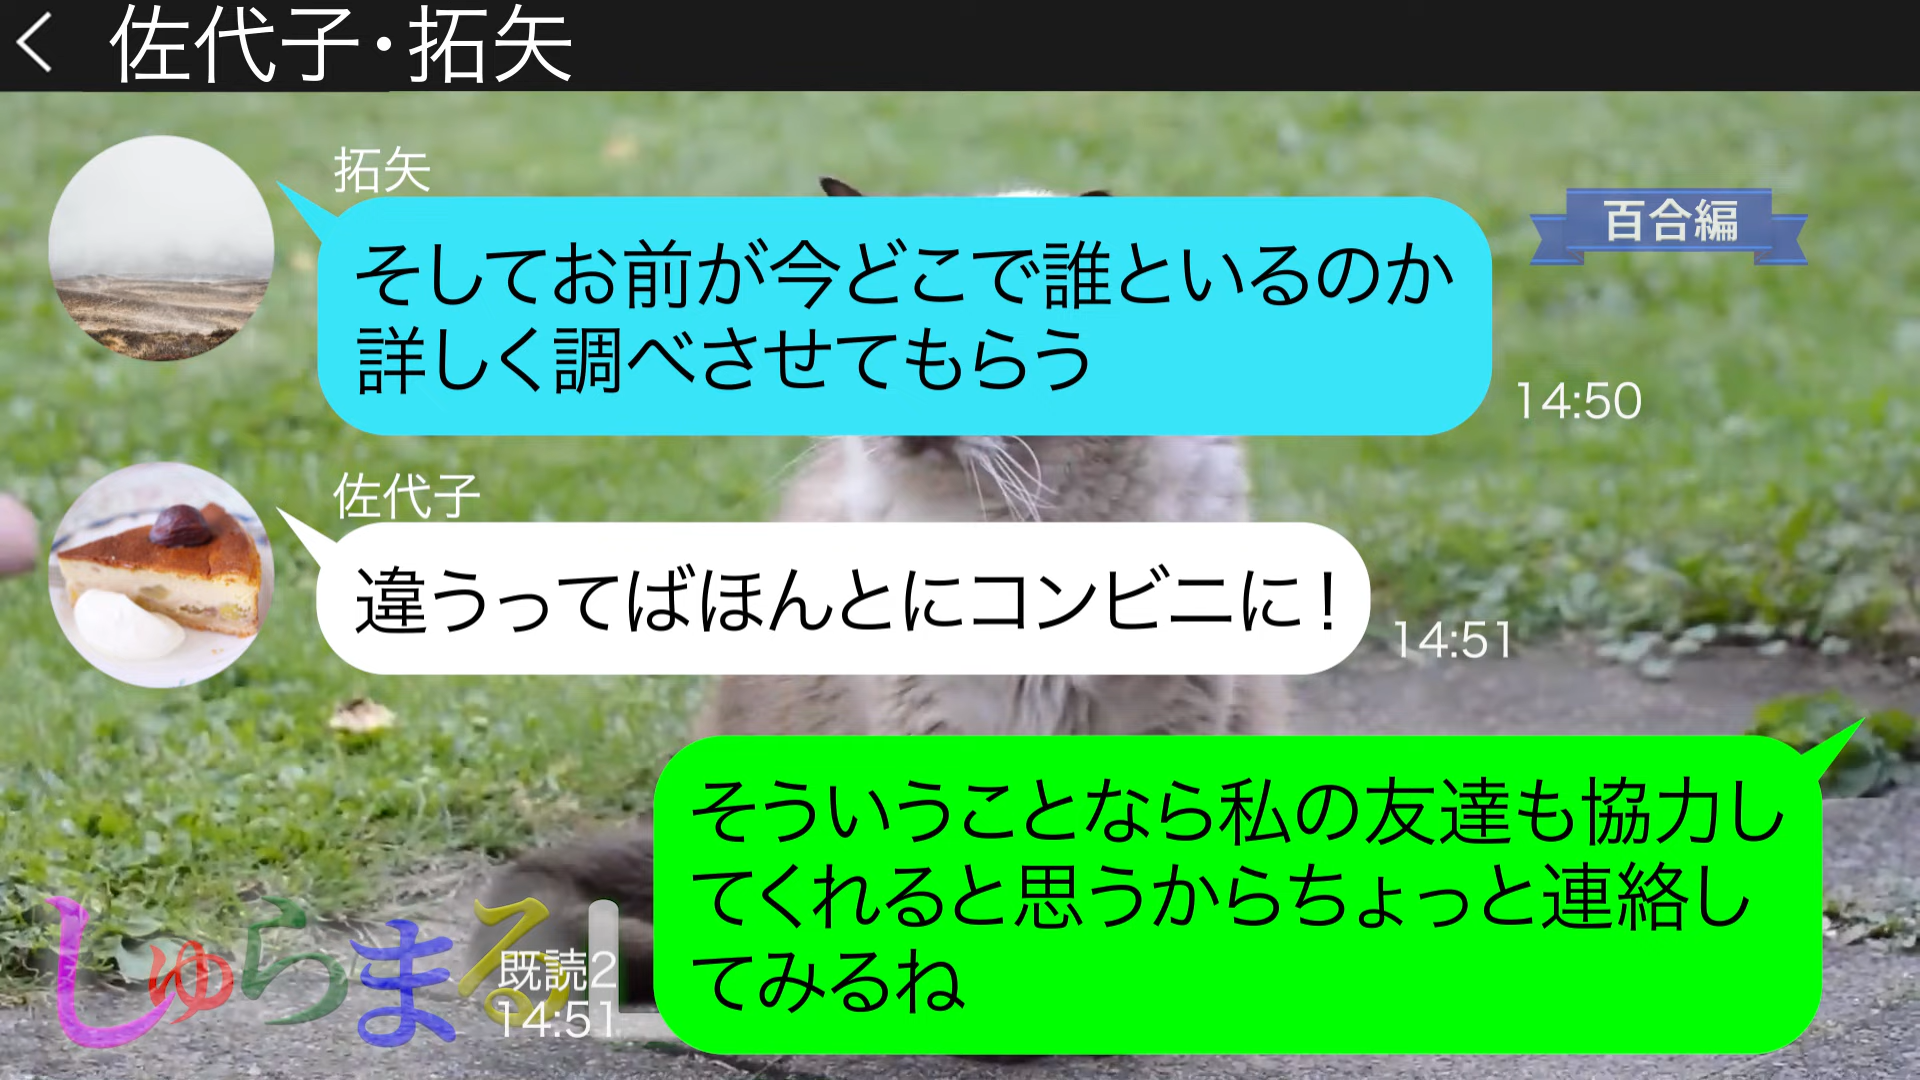 佐代子・拓矢
拓矢
百合編
そしてお前が今どこで誰といるのか
詳しく調べさせてもらう
14:50
佐代子
違うってばほんとにコンビニに！
14:51
そういうことなら私の友達も協力し
てくれると思うからちょっと連絡し
てみるね
既読2
14:51
しゅらまるL